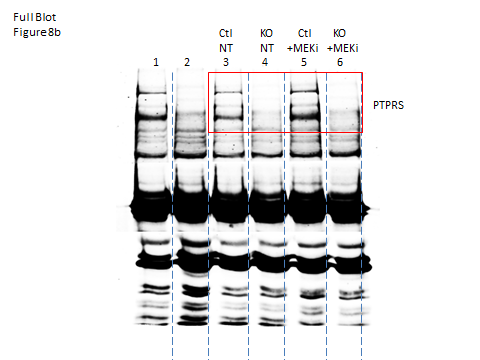 Full Blot
Figure 8b
Ctl KO Ctl KO
NT NT +MEKi +MEKi
1 2 3 4 5 6
PTPRS